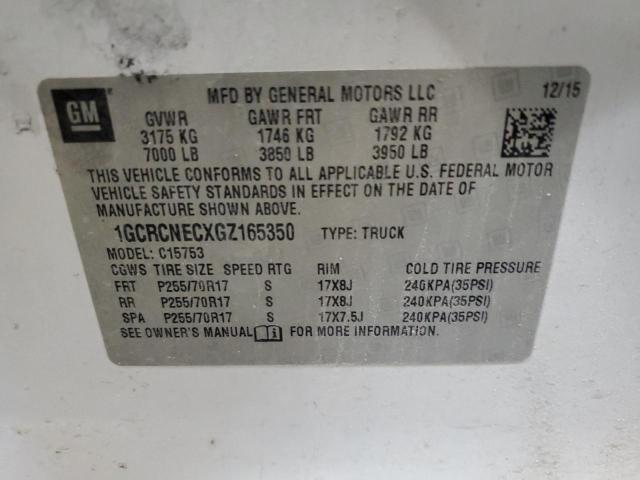 GM
MFD BY GENERAL MOTORS LLC 12/15
GVWR GAWR FRT GAWR RR
3175 KG 1746 KG 1792 KG
7000 LB 3850 LB 3950 LB
THIS VEHICLE CONFORMS TO ALL APPLICABLE U.S. FEDERAL MOTOR
VEHICLE SAFETY STANDARDS IN EFFECT ON THE DATE OF
MANUFACTURE SHOWN ABOVE.
1GCRCNECXGZ165350 TYPE: TRUCK
MODEL: C15753
CGWS TIRE SIZE SPEED RTG RIM COLD TIRE PRESSURE
FRT P255/70R17 S 17X8J 240KPA(35PSI)
RR P255/70R17 S 17X8J 240KPA(35PSI)
SPA P255/70R17 S 17X7.5J 240KPA(35PSI)
SEE OWNER'S MANUAL FOR MORE INFORMATION.